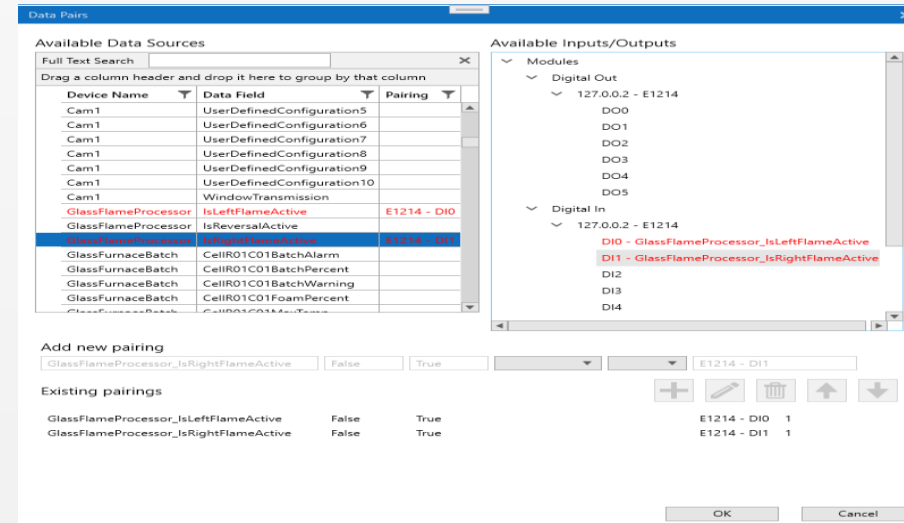 Data Pairs
Available Data Sources
Full Text Search
Drag a column header and drop it here to group by that column
Device Name Data Field Pairing
Cam1 UserDefinedConfiguration5
Cam1 UserDefinedConfiguration6
Cam1 UserDefinedConfiguration7
Cam1 UserDefinedConfiguration8
Cam1 UserDefinedConfiguration9
Cam1 UserDefinedConfiguration10
Cam1 WindowTransmission
GlassFlameProcessor IsLeftFlameActive E1214 - DI0
GlassFlameProcessor IsReversalActive
GlassFlameProcessor IsRightFlameActive E1214 - DI1
GlassFurnaceBatch CellR01C01BatchAlarm
GlassFurnaceBatch CellR01C01BatchPercent
GlassFurnaceBatch CellR01C01BatchWarning
GlassFurnaceBatch CellR01C01FoamPercent
GlassFurnaceBatch CellR01C01MaxTemp
Available Inputs/Outputs
Modules
Digital Out
127.0.0.2 - E1214
DO0
DO1
DO2
DO3
DO4
DO5
Digital In
127.0.0.2 - E1214
DI0 - GlassFlameProcessor_IsLeftFlameActive
DI1 - GlassFlameProcessor_IsRightFlameActive
DI2
DI3
DI4
Add new pairing
GlassFlameProcessor_IsRightFlameActive False True E1214 - DI1
Existing pairings
GlassFlameProcessor_IsLeftFlameActive False True E1214 - DI0 1
GlassFlameProcessor_IsRightFlameActive False True E1214 - DI1 1
OK Cancel